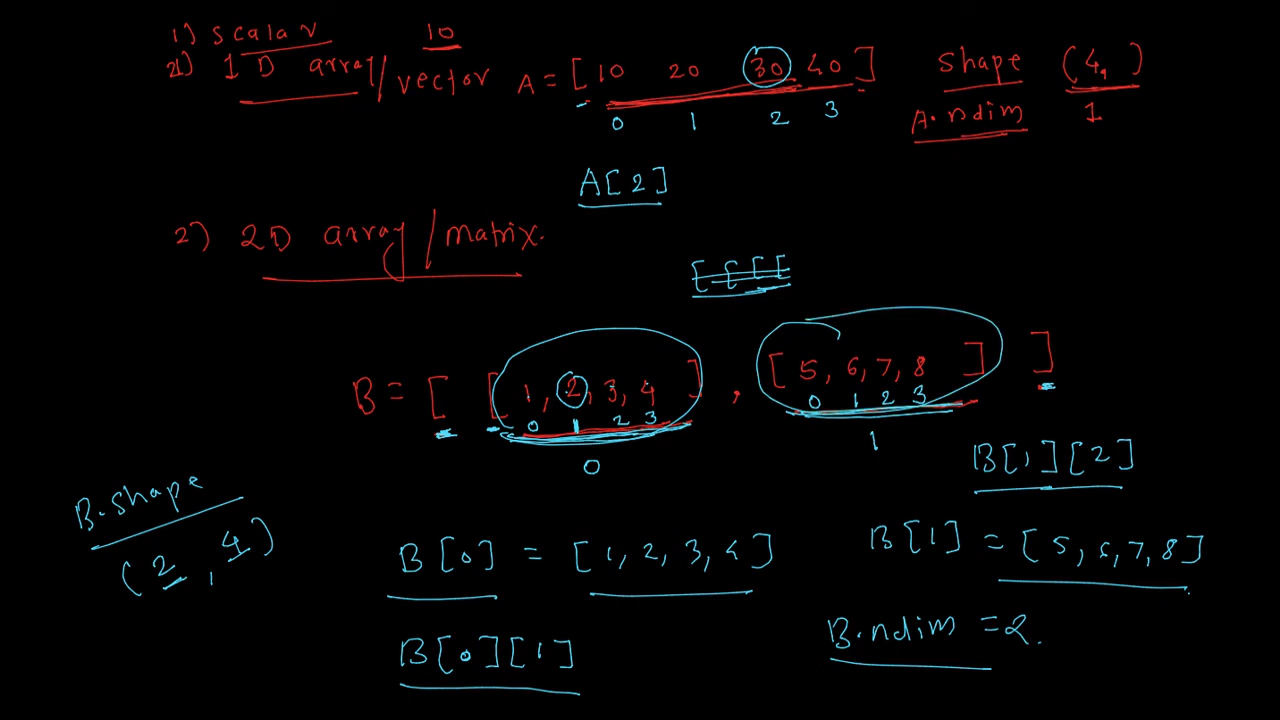 1) Scalar 10
2) 1D array/vector A = [10 20 30 40] Shape (4,)
0 1 2 3 A.ndim 1
A[2]
2) 2D array/matrix.
[ [ [ [
B = [ [1, 2, 3, 4], [5, 6, 7, 8] ]
0 1 2 3 0 1 2 3
0 1
B[1][2]
B.shape
(2, 4)
B[0] = [1, 2, 3, 4] B[1] = [5, 6, 7, 8]
B[0][1] B.ndim = 2.